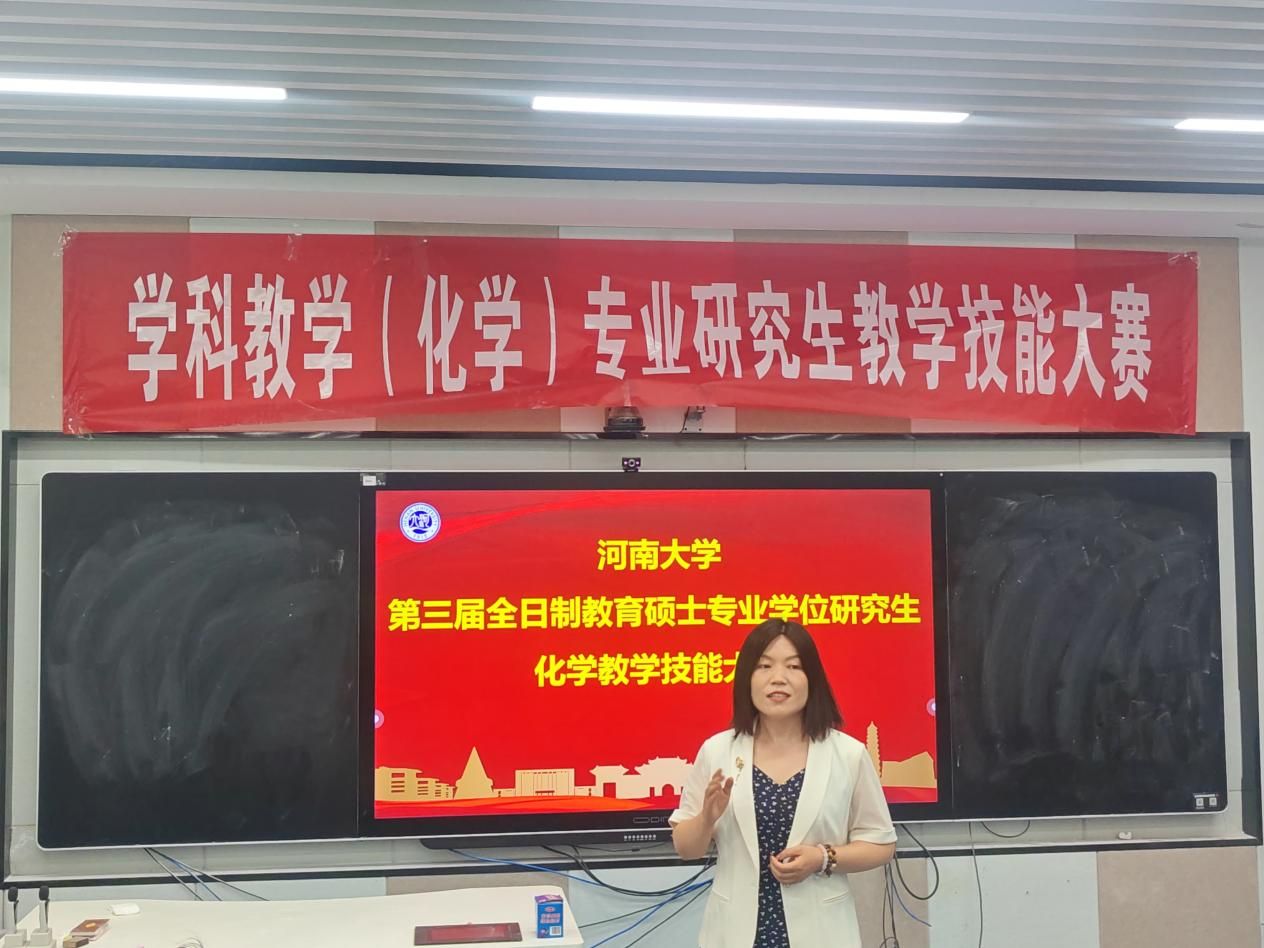 学科教学（化学）专业研究生教学技能大赛
河南大学
第三届全日制教育硕士专业学位研究生
化学教学技能大